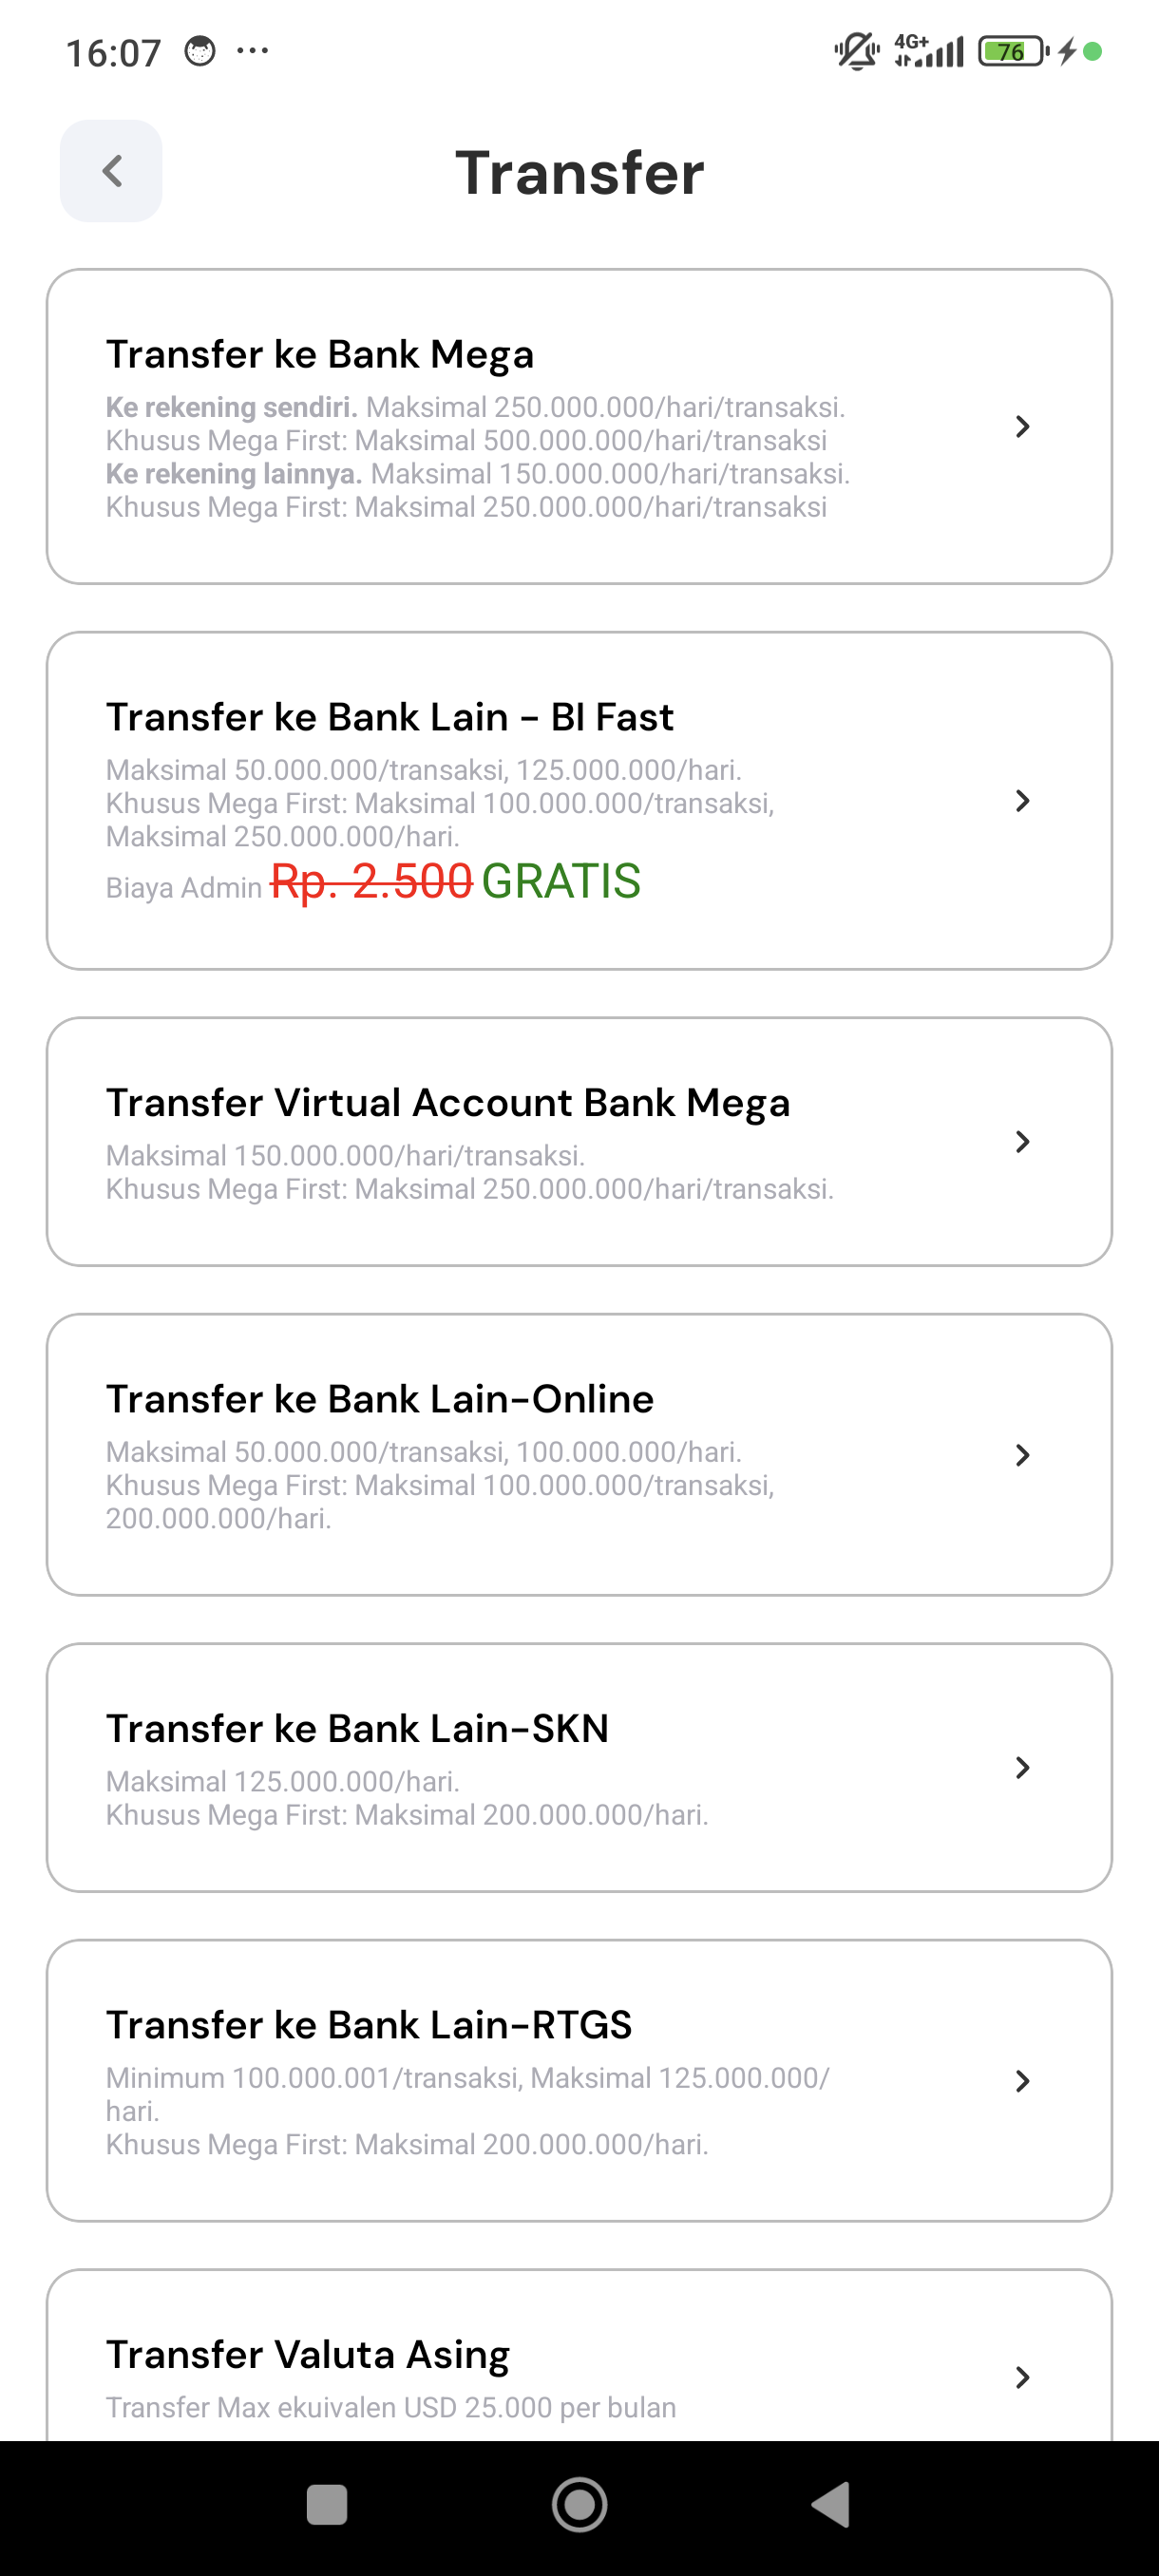 16:07
4G+
76
Transfer
Transfer ke Bank Mega
Ke rekening sendiri. Maksimal 250.000.000/hari/transaksi.
Khusus Mega First: Maksimal 500.000.000/hari/transaksi
Ke rekening lainnya. Maksimal 150.000.000/hari/transaksi.
Khusus Mega First: Maksimal 250.000.000/hari/transaksi
Transfer ke Bank Lain - BI Fast
Maksimal 50.000.000/transaksi, 125.000.000/hari.
Khusus Mega First: Maksimal 100.000.000/transaksi,
Maksimal 250.000.000/hari.
Biaya Admin Rp. 2.500 GRATIS
Transfer Virtual Account Bank Mega
Maksimal 150.000.000/hari/transaksi.
Khusus Mega First: Maksimal 250.000.000/hari/transaksi.
Transfer ke Bank Lain-Online
Maksimal 50.000.000/transaksi, 100.000.000/hari.
Khusus Mega First: Maksimal 100.000.000/transaksi,
200.000.000/hari.
Transfer ke Bank Lain-SKN
Maksimal 125.000.000/hari.
Khusus Mega First: Maksimal 200.000.000/hari.
Transfer ke Bank Lain-RTGS
Minimum 100.000.001/transaksi, Maksimal 125.000.000/
hari.
Khusus Mega First: Maksimal 200.000.000/hari.
Transfer Valuta Asing
Transfer Max ekuivalen USD 25.000 per bulan